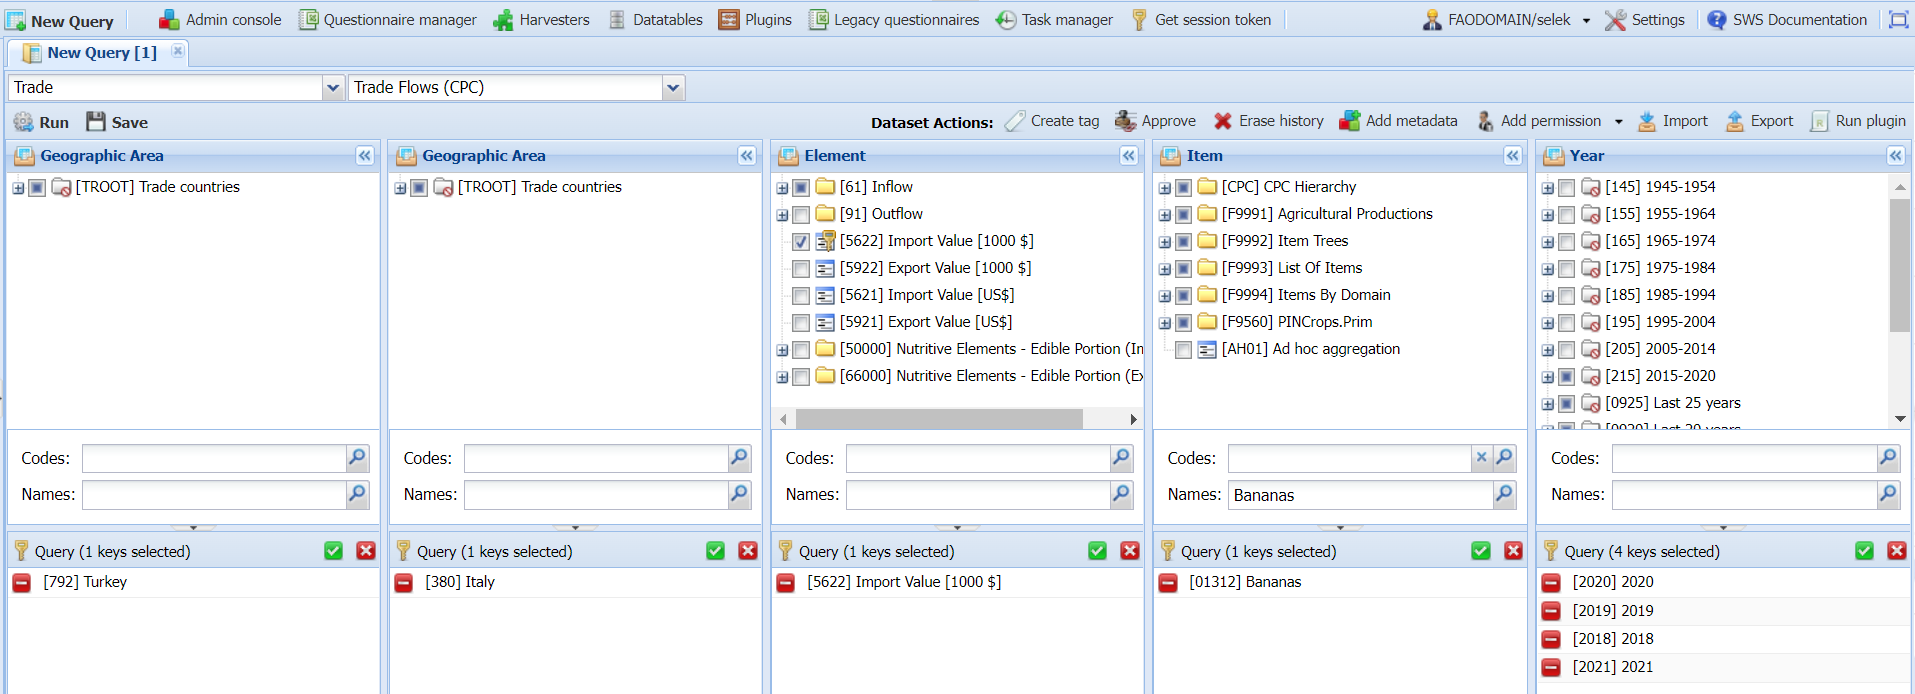 New Query Admin console Questionnaire manager Harvesters Datatables Plugins Legacy questionnaires Task manager Get session token FAODOMAIN/selek Settings SWS Documentation
New Query [1]
Trade Trade Flows (CPC)
Run Save Dataset Actions: Create tag Approve Erase history Add metadata Add permission Import Export Run plugin
Geographic Area
[TROOT] Trade countries
Codes:
Names:
Query (1 keys selected)
[792] Turkey
Geographic Area
[TROOT] Trade countries
Codes:
Names:
Query (1 keys selected)
[380] Italy
Element
[61] Inflow
[91] Outflow
[5622] Import Value [1000 $]
[5922] Export Value [1000 $]
[5621] Import Value [US$]
[5921] Export Value [US$]
[50000] Nutritive Elements - Edible Portion (Im
[66000] Nutritive Elements - Edible Portion (Ex
Codes:
Names:
Query (1 keys selected)
[5622] Import Value [1000 $]
Item
[CPC] CPC Hierarchy
[F9991] Agricultural Productions
[F9992] Item Trees
[F9993] List Of Items
[F9994] Items By Domain
[F9560] PINCrops.Prim
[AH01] Ad hoc aggregation
Codes:
Names: Bananas
Query (1 keys selected)
[01312] Bananas
Year
[145] 1945-1954
[155] 1955-1964
[165] 1965-1974
[175] 1975-1984
[185] 1985-1994
[195] 1995-2004
[205] 2005-2014
[215] 2015-2020
[0925] Last 25 years
[0920] Last 20 years
Codes:
Names:
Query (4 keys selected)
[2020] 2020
[2019] 2019
[2018] 2018
[2021] 2021